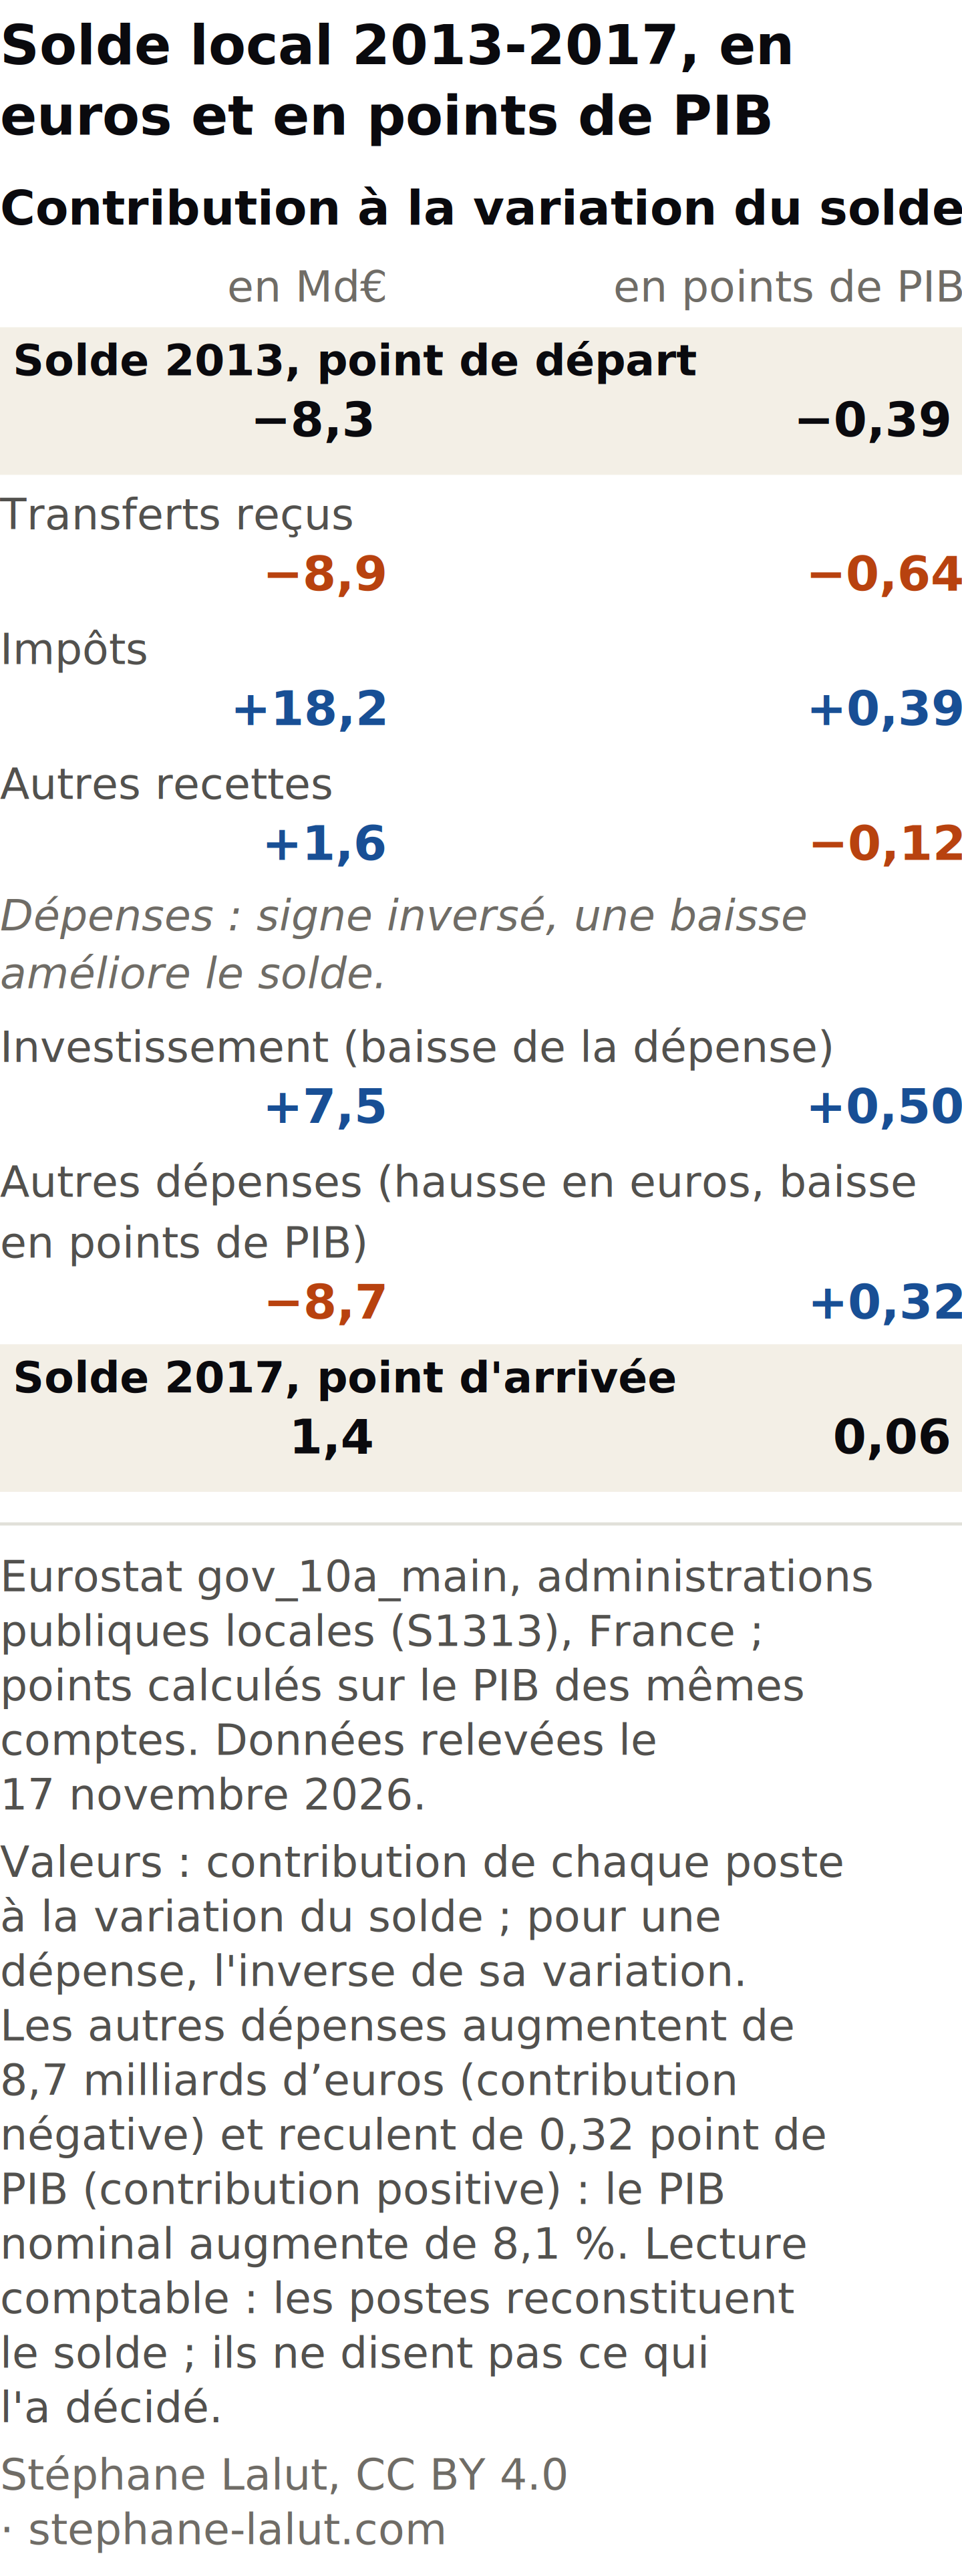 Solde local 2013-2017, en
euros et en points de PIB
Contribution à la variation du solde
en Md€ en points de PIB
Solde 2013, point de départ
−8,3 −0,39
Transferts reçus
−8,9 −0,64
Impôts
+18,2 +0,39
Autres recettes
+1,6 −0,12
Dépenses : signe inversé, une baisse
améliore le solde.
Investissement (baisse de la dépense)
+7,5 +0,50
Autres dépenses (hausse en euros, baisse
en points de PIB)
−8,7 +0,32
Solde 2017, point d'arrivée
1,4 0,06
Eurostat gov_10a_main, administrations
publiques locales (S1313), France ;
points calculés sur le PIB des mêmes
comptes. Données relevées le
17 novembre 2026.
Valeurs : contribution de chaque poste
à la variation du solde ; pour une
dépense, l'inverse de sa variation.
Les autres dépenses augmentent de
8,7 milliards d’euros (contribution
négative) et reculent de 0,32 point de
PIB (contribution positive) : le PIB
nominal augmente de 8,1 %. Lecture
comptable : les postes reconstituent
le solde ; ils ne disent pas ce qui
l'a décidé.
Stéphane Lalut, CC BY 4.0
· stephane-lalut.com